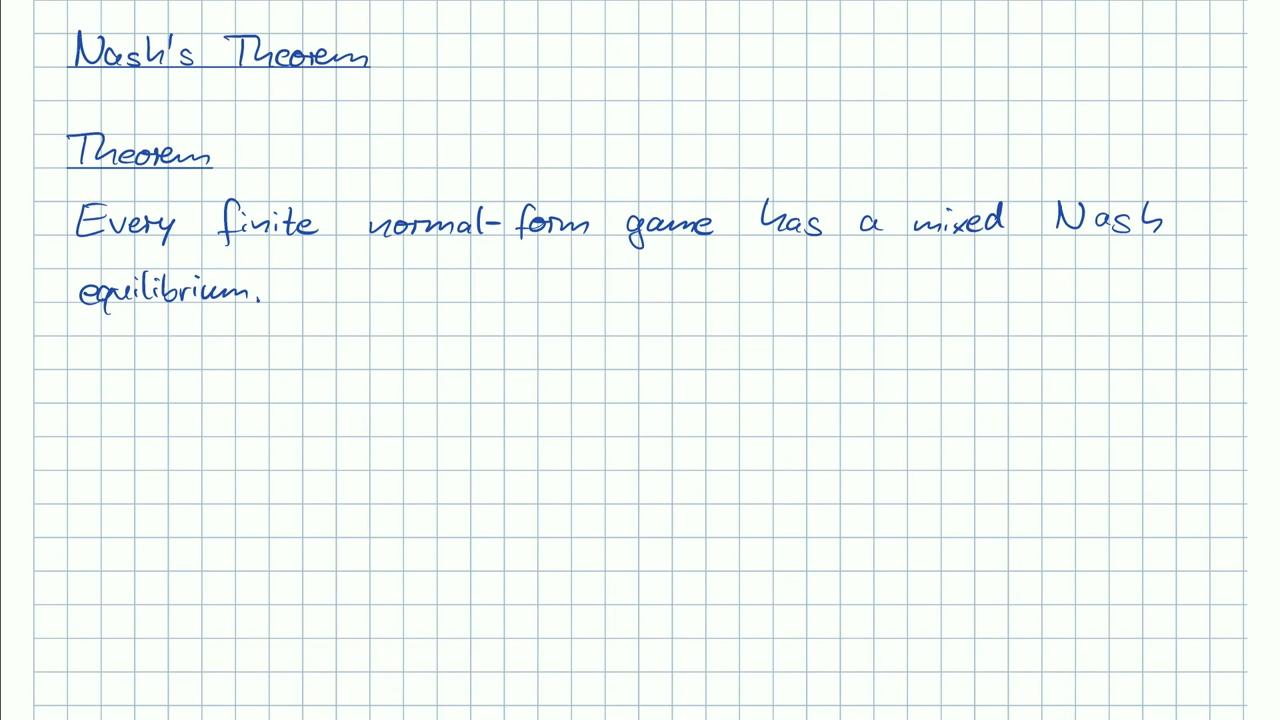 Nash's Theorem
Theorem
Every finite normal-form game has a mixed Nash
equilibrium.